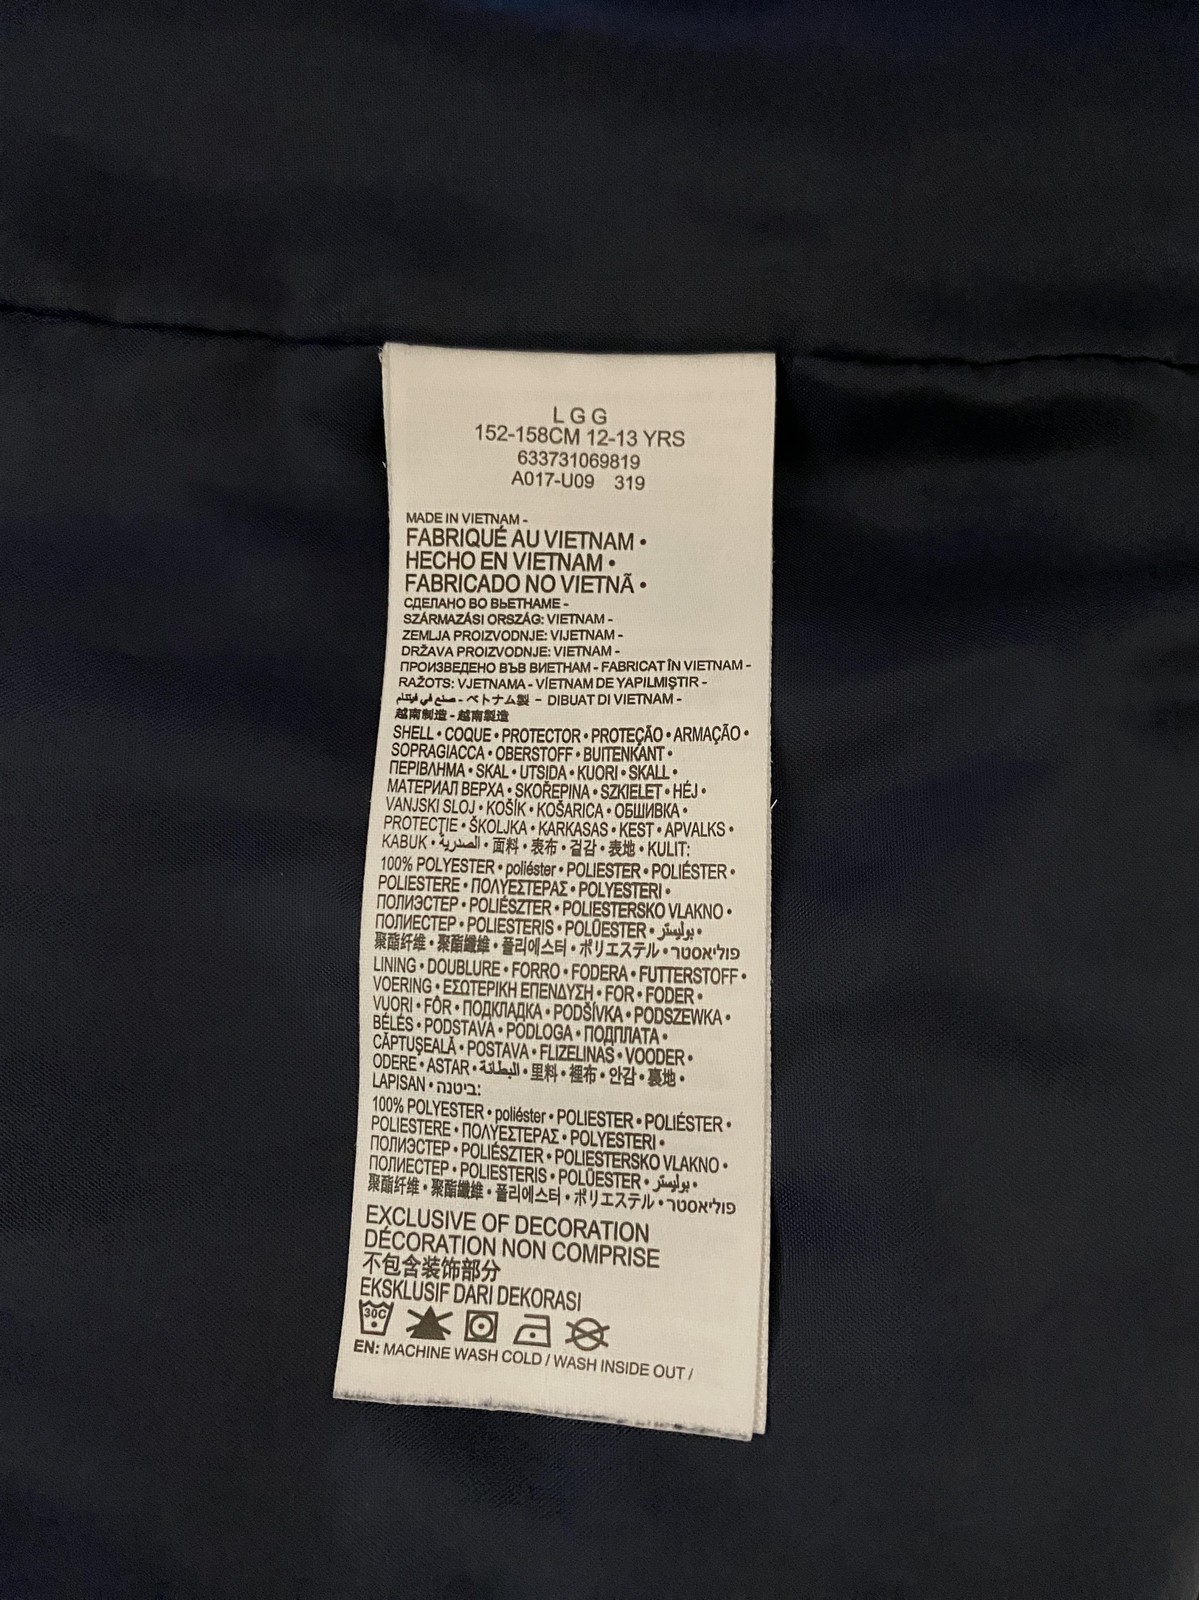 L G G
152-158CM 12-13 YRS
633731069819
A017-U09 319
MADE IN VIETNAM -
FABRIQUÉ AU VIETNAM •
HECHO EN VIETNAM •
FABRICADO NO VIETNÃ •
СДЕЛАНО ВО ВЬЕТНАМЕ -
SZÁRMAZÁSI ORSZÁG: VIETNAM -
ZEMLJA PROIZVODNJE: VIJETNAM -
DRŽAVA PROIZVODNJE: VIETNAM -
ПРОИЗВЕДЕНО ВЪВ ВИЕТНАМ - FABRICAT ÎN VIETNAM -
RAŽOTS: VJETNAMA - VİETNAM DE YAPILMIŞTIR -
صنع في فيتنام - ベトナム製 - DIBUAT DI VIETNAM -
越南制造 - 越南製造
SHELL • COQUE • PROTECTOR • PROTEÇÃO • ARMAÇÃO •
SOPRAGIACCA • OBERSTOFF • BUITENKANT •
ΠΕΡΙΒΛΗΜΑ • SKAL • UTSIDA • KUORI • SKALL •
МАТЕРИАЛ ВЕРХА • SKOŘEPINA • SZKIELET • HÉJ •
VANJSKI SLOJ • KOŠÍK • KOŠARICA • ОБШИВКА •
PROTECŢIE • ŠKOLJKA • KARKASAS • KEST • APVALKS •
KABUK • الصدرية • 面料 • 表布 • 겉감 • 表地 • KULIT:
100% POLYESTER • poliéster • POLIESTER • POLIÉSTER •
POLIESTERE • ΠΟΛΥΕΣΤΕΡΑΣ • POLYESTERI •
ПОЛИЭСТЕР • POLIÉSZTER • POLIESTERSKO VLAKNO •
ПОЛИЕСТЕР • POLIESTERIS • POLÜESTER • بوليستر •
聚酯纤维 • 聚酯纖維 • 폴리에스터 • ポリエステル • פוליאסטר
LINING • DOUBLURE • FORRO • FODERA • FUTTERSTOFF •
VOERING • ΕΣΩΤΕΡΙΚΗ ΕΠΕΝΔΥΣΗ • FOR • FODER •
VUORI • FÔR • ПОДКЛАДКА • PODŠÍVKA • PODSZEWKA •
BÉLÉS • PODSTAVA • PODLOGA • ПОДПЛАТА •
CĂPTUŞEALĂ • POSTAVA • FLIZELINAS • VOODER •
ODERE • ASTAR • البطانة • 里料 • 裡布 • 안감 • 裏地 •
LAPISAN • ביטנה:
100% POLYESTER • poliéster • POLIESTER • POLIÉSTER •
POLIESTERE • ΠΟΛΥΕΣΤΕΡΑΣ • POLYESTERI •
ПОЛИЭСТЕР • POLIÉSZTER • POLIESTERSKO VLAKNO •
ПОЛИЕСТЕР • POLIESTERIS • POLÜESTER • بوليستر •
聚酯纤维 • 聚酯纖維 • 폴리에스터 • ポリエステル • פוליאסטר
EXCLUSIVE OF DECORATION
DÉCORATION NON COMPRISE
不包含装饰部分
EKSKLUSIF DARI DEKORASI
30C
EN: MACHINE WASH COLD / WASH INSIDE OUT /